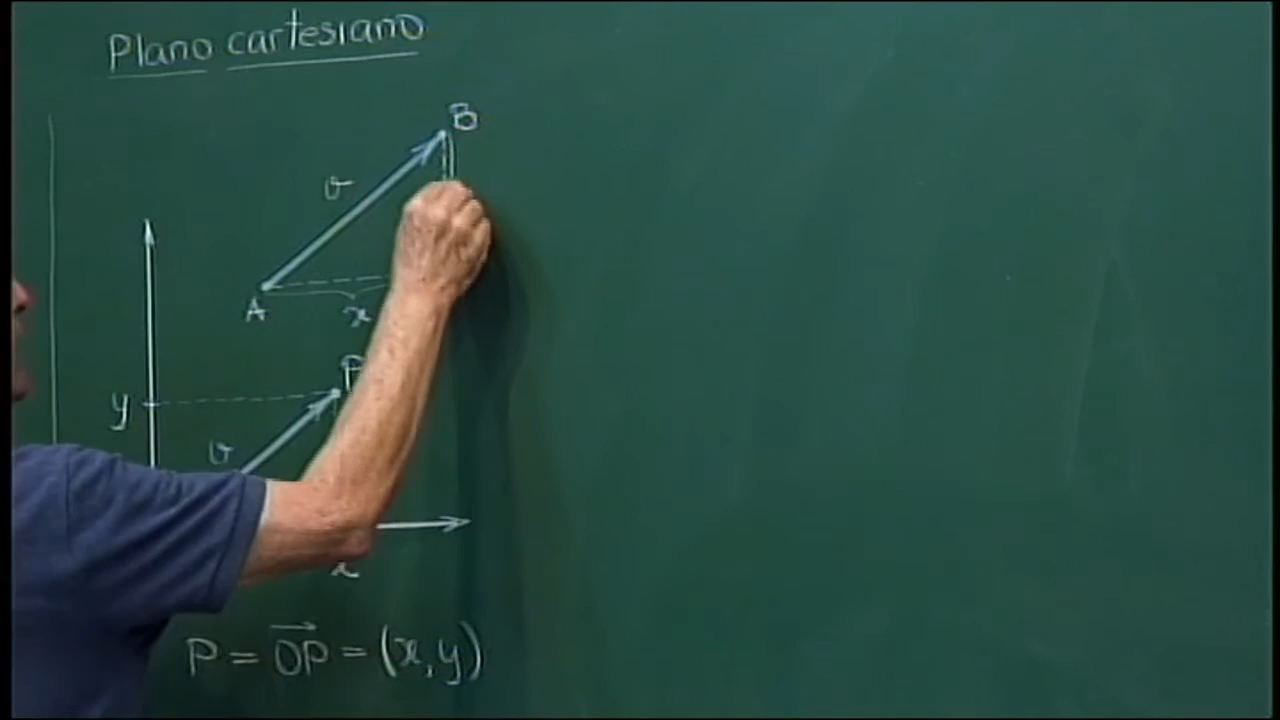 Plano cartesiano
B
v
A
x
P
y
v
x
P = OP = (x, y)